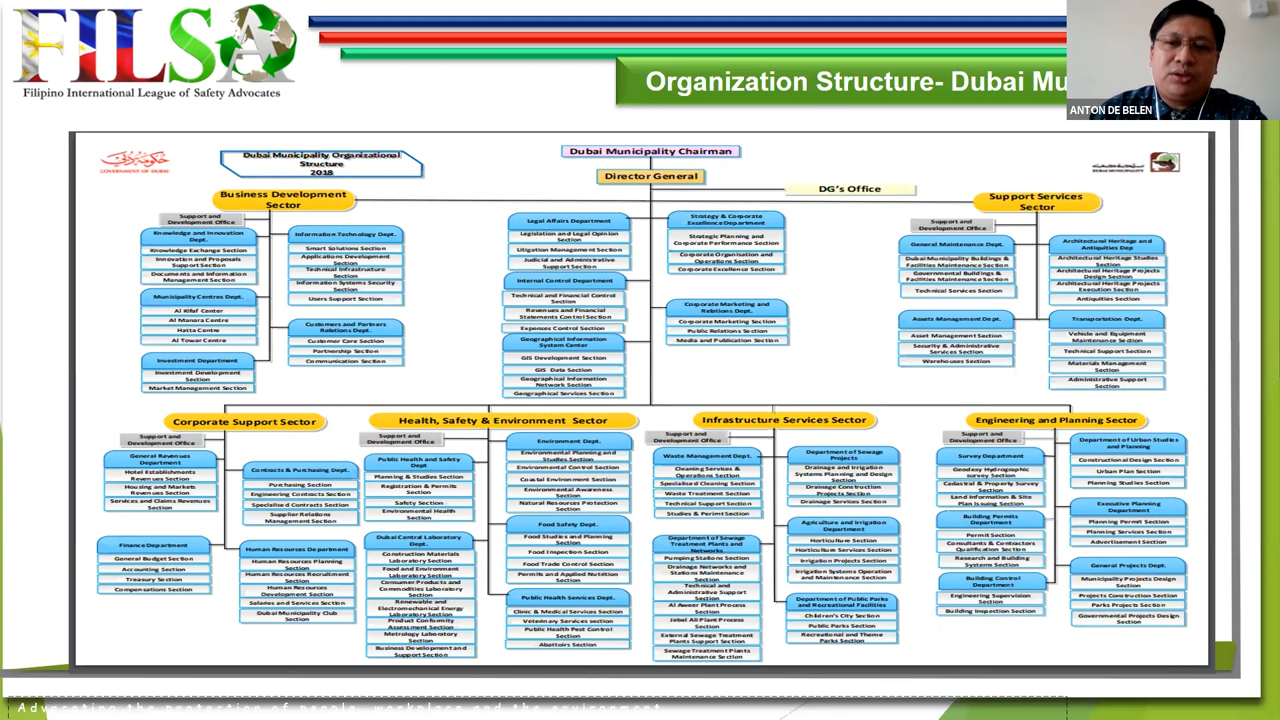 FILSA
Filipino International League of Safety Advocates
Organization Structure- Dubai Mu
ANTON DE BELEN
GOVERNMENT OF DUBAI
Dubai Municipality Organizational
Structure
2018
Dubai Municipality Chairman
Director General
DG's Office
DUBAI MUNICIPALITY
Business Development
Sector
Support and
Development Office
Knowledge and Innovation
Dept.
Knowledge Exchange Section
Innovation and Proposals
Support Section
Documents and Information
Management Section
Municipality Centres Dept.
Al Kifaf Center
Al Manara Centre
Hatta Centre
Al Towar Centre
Investment Department
Investment Development
Section
Market Management Section
Information Technology Dept.
Smart Solutions Section
Applications Development
Section
Technical Infrastructure
Section
Information Systems Security
Section
Users Support Section
Customers and Partners
Relations Dept.
Customer Care Section
Partnership Section
Communication Section
Legal Affairs Department
Legislation and Legal Opinion
Section
Litigation Management Section
Judicial and Administrative
Support Section
Internal Control Department
Technical and Financial Control
Section
Revenues and Financial
Statements Control Section
Expenses Control Section
Geographical Information
System Center
GIS Development Section
GIS Data Section
Geographical Information
Network Section
Geographical Services Section
Strategy & Corporate
Excellence Department
Strategic Planning and
Corporate Performance Section
Corporate Organisation and
Operations Section
Corporate Excellence Section
Corporate Marketing and
Relations Dept.
Corporate Marketing Section
Public Relations Section
Media and Publication Section
Support Services
Sector
Support and
Development Office
General Maintenance Dept.
Dubai Municipality Buildings &
Facilities Maintenance Section
Governmental Buildings &
Facilities Maintenance Section
Technical Services Section
Assets Management Dept.
Asset Management Section
Security & Administrative
Services Section
Warehouses Section
Architectural Heritage and
Antiquities Dep
Architectural Heritage Studies
Section
Architectural Heritage Projects
Design Section
Architectural Heritage Projects
Execution Section
Antiquities Section
Transportation Dept.
Vehicle and Equipment
Maintenance Section
Technical Support Section
Materials Management
Section
Administrative Support
Section
Corporate Support Sector
Support and
Development Office
General Revenues
Department
Hotel Establishments
Revenues Section
Housing and Markets
Revenues Section
Services and Claims Revenues
Section
Finance Department
General Budget Section
Accounting Section
Treasury Section
Compensations Section
Contracts & Purchasing Dept.
Purchasing Section
Engineering Contracts Section
Specialised Contracts Section
Supplier Relations
Management Section
Human Resources Department
Human Resources Planning
Section
Human Resources Recruitment
Section
Human Resources
Development
Section
Salaries and Services Section
Dubai Municipality Club
Section
Health, Safety & Environment Sector
Support and
Development Office
Public Health and Safety
Dept
Planning & Studies Section
Registration & Permits
Section
Safety Section
Environmental Health
Section
Dubai Central Laboratory
Dept.
Construction Materials
Laboratory Section
Food and Environment
Laboratory Section
Consumer Products and
Commodities Laboratory
Section
Renewable and
Electromechanical Energy
Laboratory Section
Product Conformity
Assessment Section
Metrology Laboratory
Section
Business Development and
Support Section
Environment Dept.
Environmental Planning and
Studies Section
Environmental Control Section
Coastal Environment Section
Environmental Awareness
Section
Natural Resources Protection
Section
Food Safety Dept.
Food Studies and Planning
Section
Food Inspection Section
Food Trade Control Section
Permits and Applied Nutrition
Section
Public Health Services Dept.
Clinic & Medical Services Section
Veterinary Services section
Public Health Pest Control
Section
Abattoirs Section
Infrastructure Services Sector
Support and
Development Office
Waste Management Dept.
Cleaning Services &
Operations Section
Specialised Cleaning Section
Waste Treatment Section
Technical Support Section
Studies & Perimt Section
Department of Sewage
Treatment Plants and
Networks
Pumping Stations Section
Drainage Networks and
Stations Maintenance
Section
Technical and
Administrative Support
Section
Al Aweer Plant Process
Section
Jebel Ali Plant Process
Section
External Sewage Treatment
Plants Support Section
Sewage Treatment Plants
Maintenance Section
Department of Sewage
Projects
Drainage and Irrigation
Systems Planning and Design
Section
Drainage Construction
Projects Section
Drainage Services Section
Agriculture and Irrigation
Department
Horticulture Section
Horticulture Services Section
Irrigation Projects Section
Irrigation Systems Operation
and Maintenance Section
Department of Public Parks
and Recreational Facilities
Children's City Section
Public Parks Section
Recreational and Theme
Parks Section
Engineering and Planning Sector
Support and
Development Office
Survey Department
Geodesy Hydrographic
survey Section
Cadastral & Property Survey
Section
Land Information & Site
Plan Issuing Section
Building Permits
Department
Permit Section
Consultants & Contractors
Qualification Section
Research and Building
Systems Section
Building Control
Department
Engineering Supervision
Section
Building Inspection Section
Department of Urban Studies
and Planning
Constructional Design Section
Urban Plan Section
Planning Studies Section
Executive Planning
Department
Planning Permit Section
Planning Services Section
Advertisement Section
General Projects Dept.
Municipality Projects Design
Section
Projects Construction Section
Parks Projects Section
Governmental Projects Design
Section
Advocating the protection of people, workplace and the environment